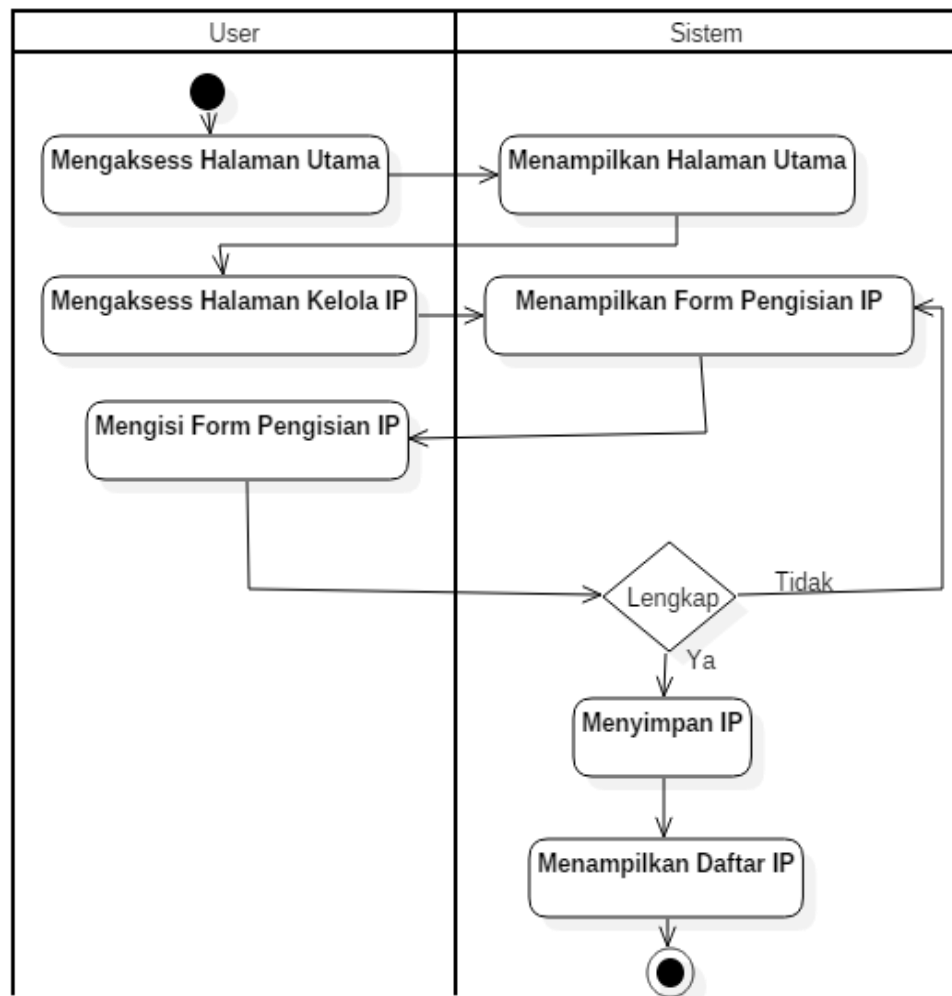 User
Sistem
Mengaksess Halaman Utama
Menampilkan Halaman Utama
Mengaksess Halaman Kelola IP
Menampilkan Form Pengisian IP
Mengisi Form Pengisian IP
Lengkap
Tidak
Ya
Menyimpan IP
Menampilkan Daftar IP